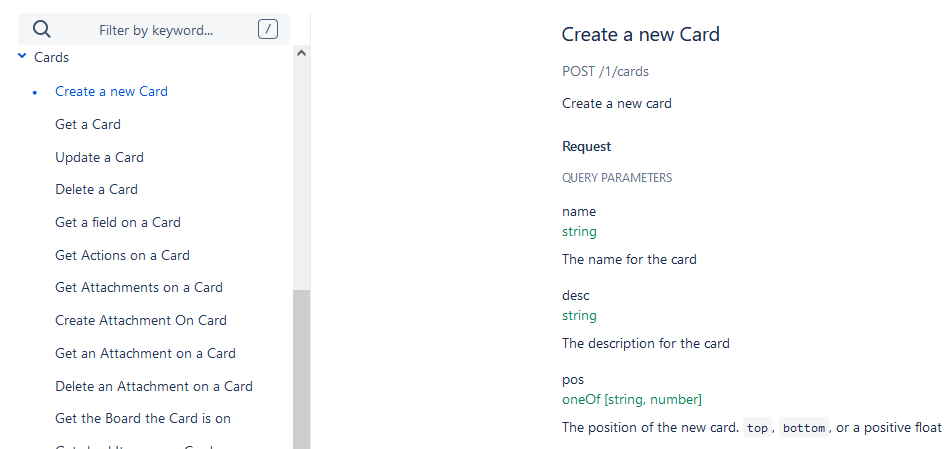 Filter by keyword...
/
Cards
Create a new Card
Get a Card
Update a Card
Delete a Card
Get a field on a Card
Get Actions on a Card
Get Attachments on a Card
Create Attachment On Card
Get an Attachment on a Card
Delete an Attachment on a Card
Get the Board the Card is on
Create a new Card
POST /1/cards
Create a new card
Request
QUERY PARAMETERS
name
string
The name for the card
desc
string
The description for the card
pos
oneOf [string, number]
The position of the new card. top, bottom, or a positive float